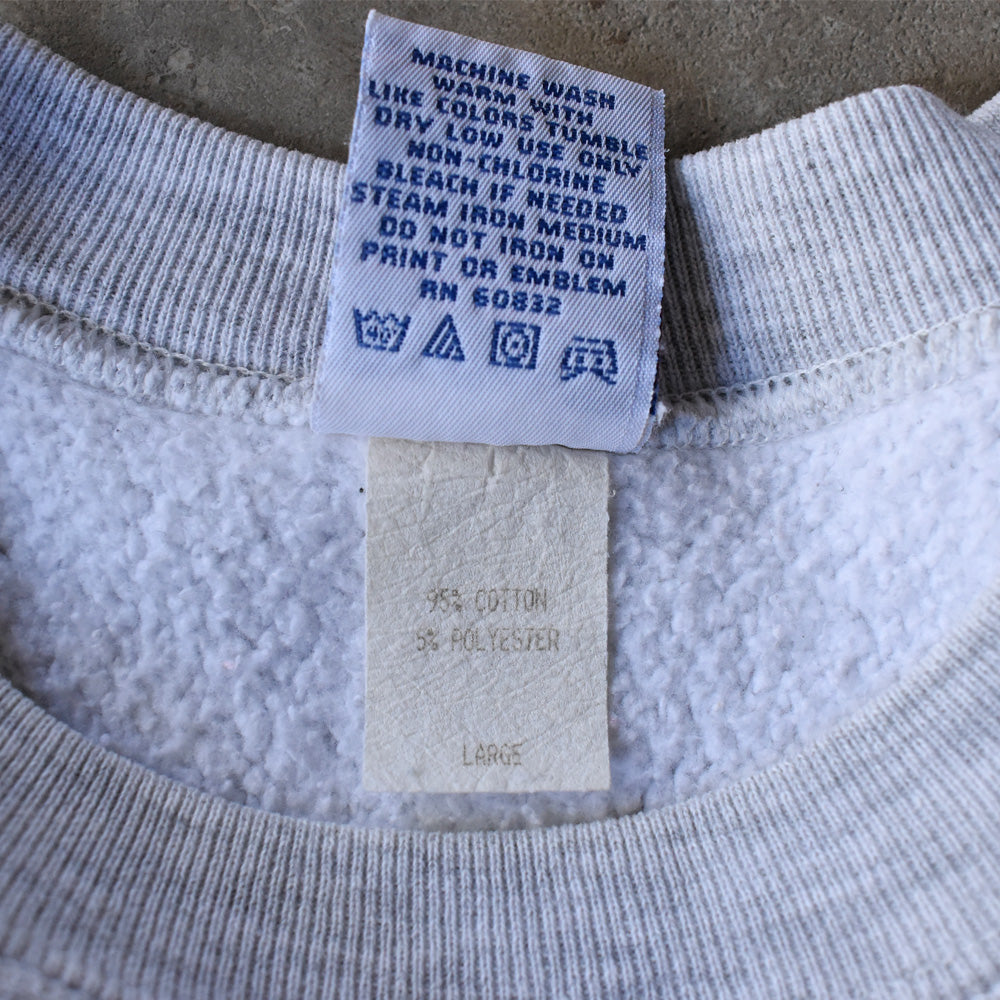 MACHINE WASH
WARM WITH
LIKE COLORS TUMBLE
DRY LOW USE ONLY
NON-CHLORINE
BLEACH IF NEEDED
STEAM IRON MEDIUM
DO NOT IRON ON
PRINT OR EMBLEM
RN 60832
40°
95% COTTON
5% POLYESTER
LARGE